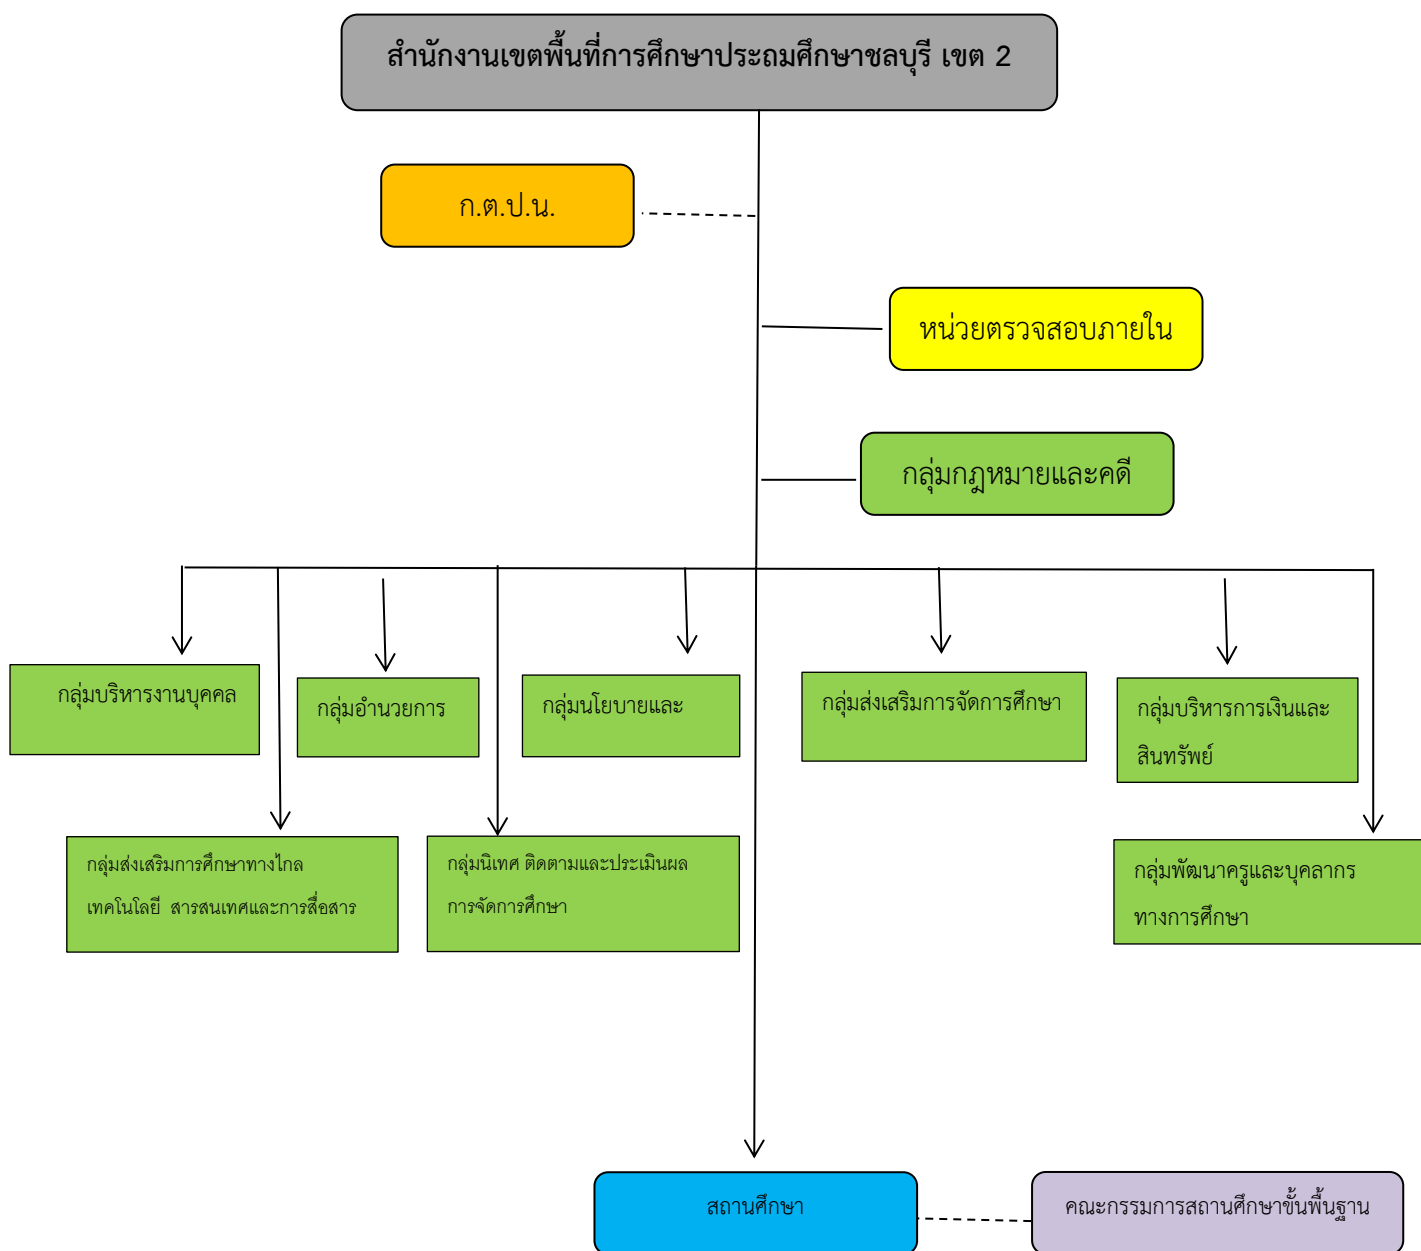 สำนักงานเขตพื้นที่การศึกษาประถมศึกษาชลบุรี เขต 2
ก.ต.ป.น.
หน่วยตรวจสอบภายใน
กลุ่มกฎหมายและคดี
กลุ่มบริหารงานบุคคล
กลุ่มอำนวยการ
กลุ่มนโยบายและ
กลุ่มส่งเสริมการจัดการศึกษา
กลุ่มบริหารการเงินและ
สินทรัพย์
กลุ่มส่งเสริมการศึกษาทางไกล
เทคโนโลยี สารสนเทศและการสื่อสาร
กลุ่มนิเทศ ติดตามและประเมินผล
การจัดการศึกษา
กลุ่มพัฒนาครูและบุคลากร
ทางการศึกษา
สถานศึกษา
คณะกรรมการสถานศึกษาขั้นพื้นฐาน